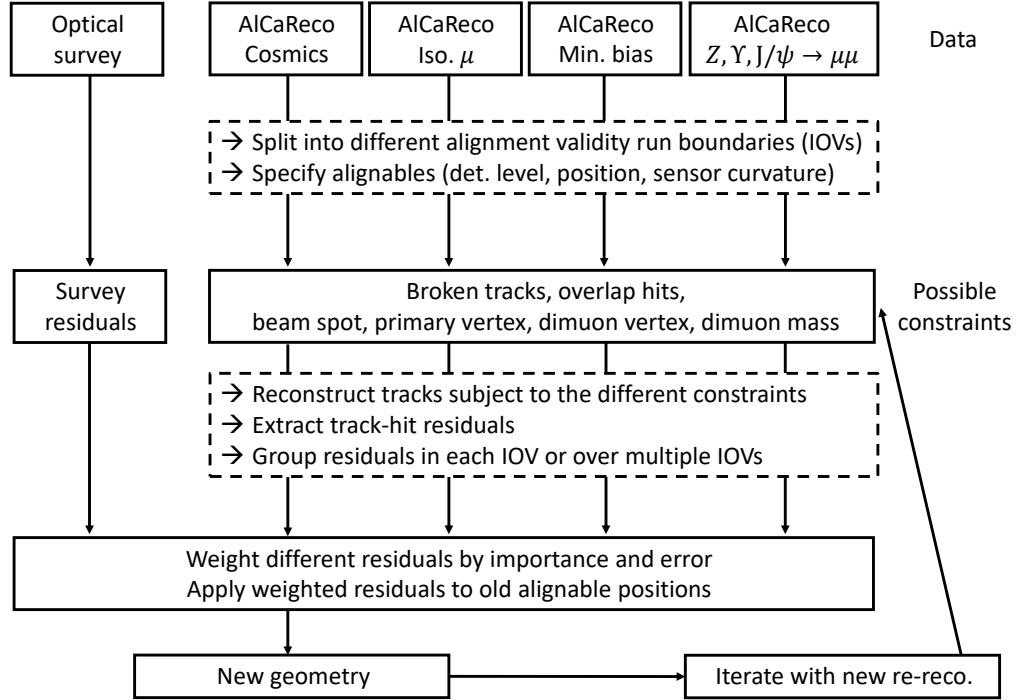 Optical
survey
AlCaReco
Cosmics
AlCaReco
Iso. μ
AlCaReco
Min. bias
AlCaReco
Z, ϒ, J/ψ → μμ
Data
→ Split into different alignment validity run boundaries (IOVs)
→ Specify alignables (det. level, position, sensor curvature)
Survey
residuals
Broken tracks, overlap hits,
beam spot, primary vertex, dimuon vertex, dimuon mass
Possible
constraints
→ Reconstruct tracks subject to the different constraints
→ Extract track-hit residuals
→ Group residuals in each IOV or over multiple IOVs
Weight different residuals by importance and error
Apply weighted residuals to old alignable positions
New geometry
Iterate with new re-reco.